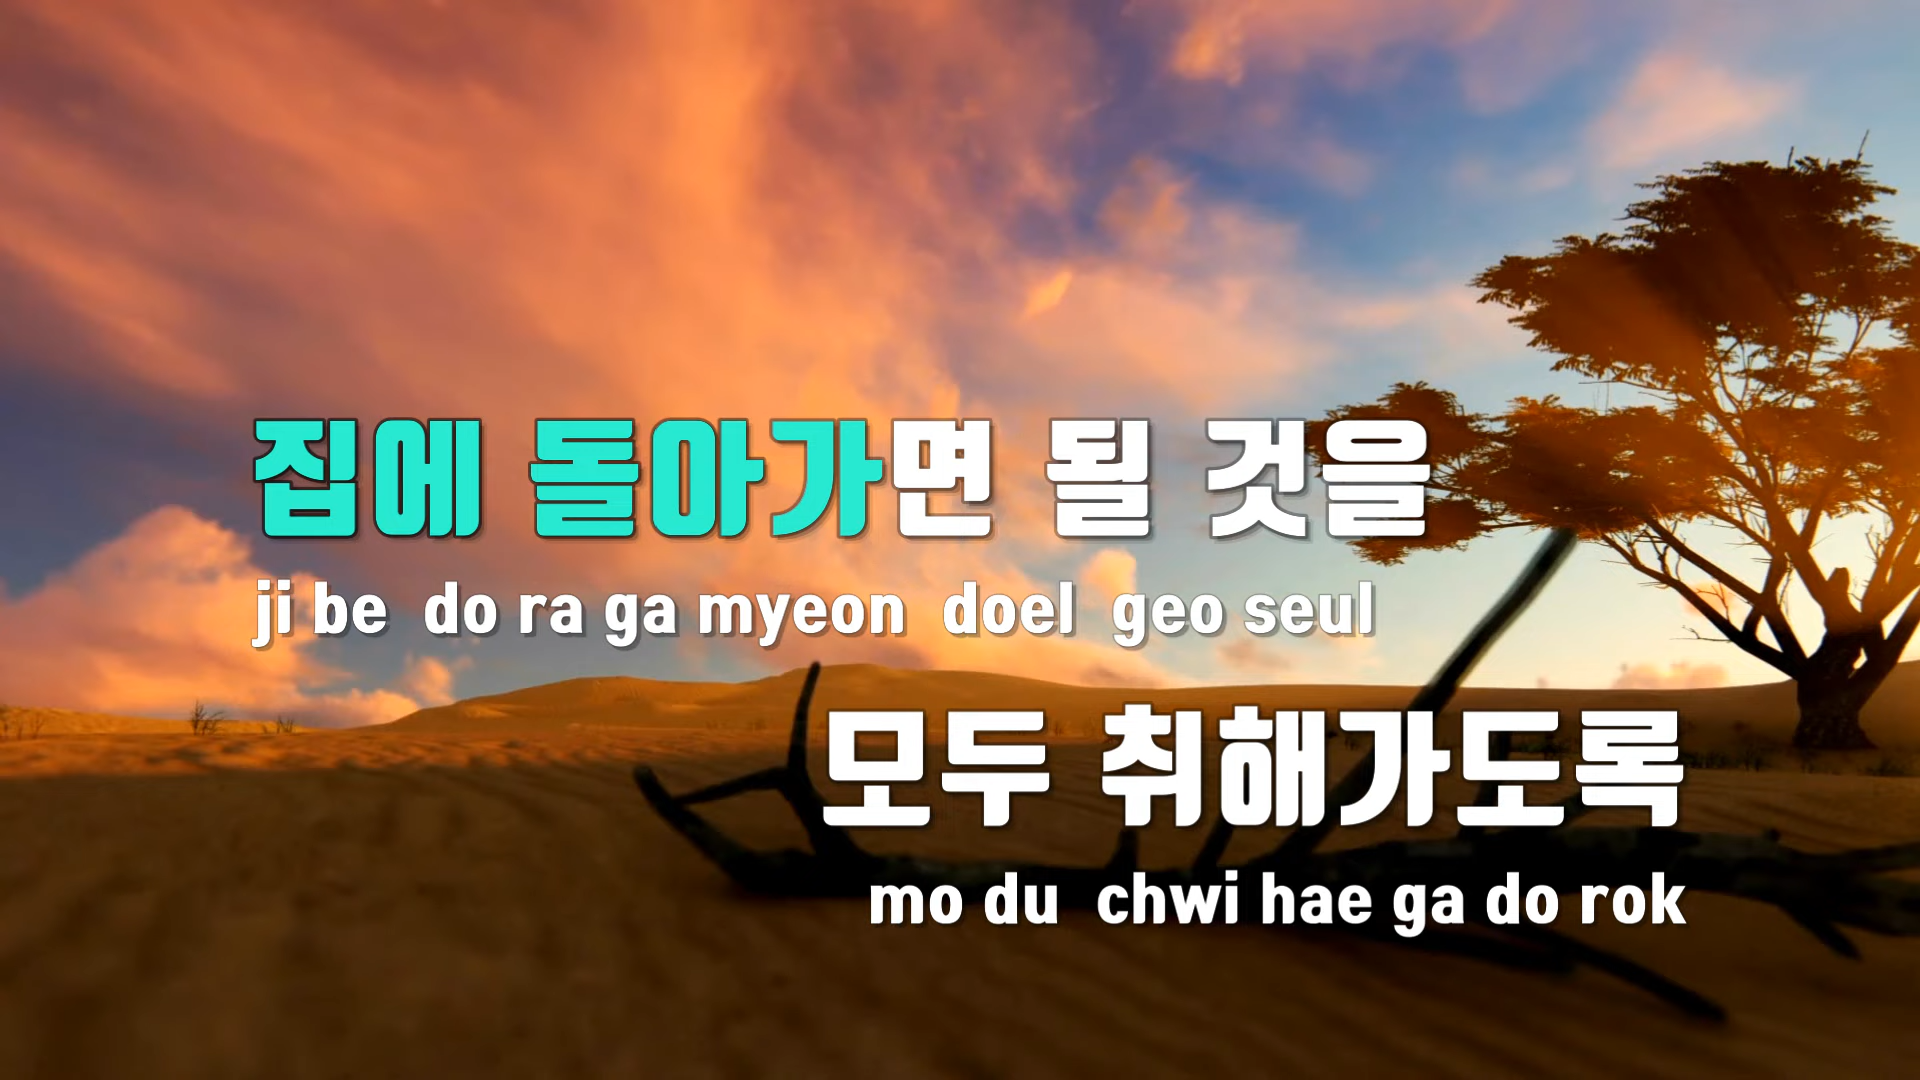 집에 돌아가면 될 것을
ji be do ra ga myeon doel geo seul
모두 취해가도록
mo du chwi hae ga do rok